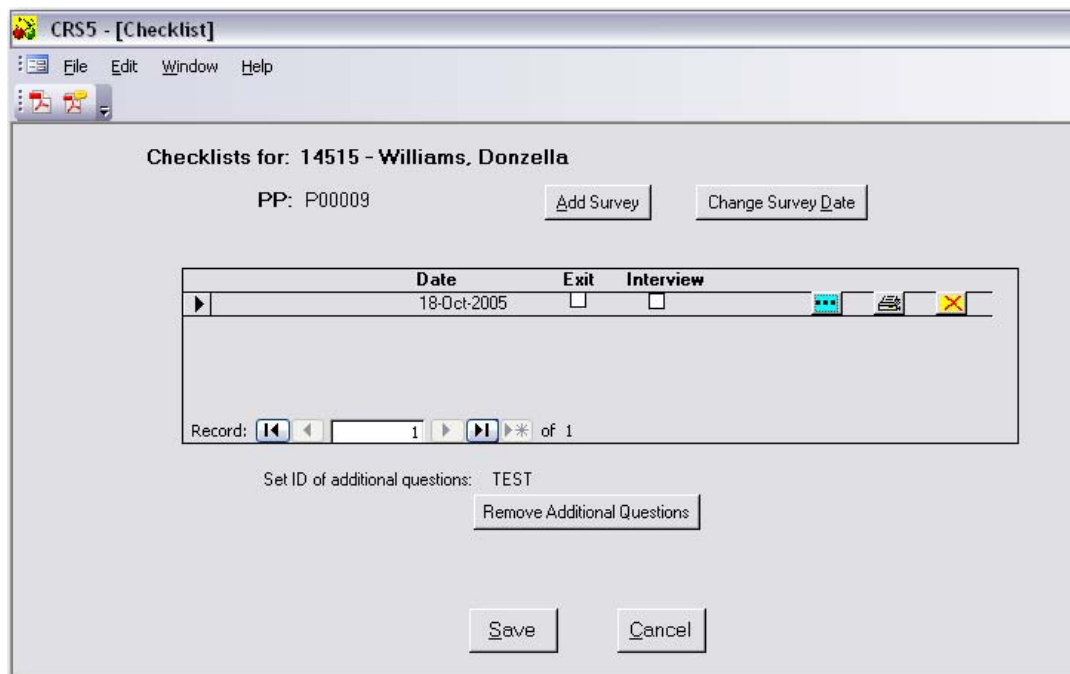 CRS5 - [Checklist]
File Edit Window Help
Checklists for: 14515 - Williams, Donzella
PP: P00009 Add Survey Change Survey Date
Date Exit Interview
18-Oct-2005
Record: 1 of 1
Set ID of additional questions: TEST
Remove Additional Questions
Save Cancel